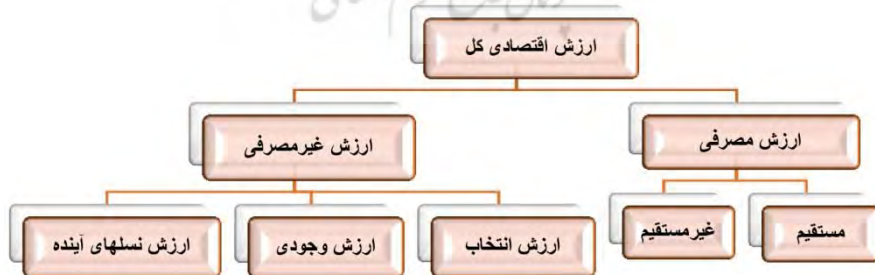 ارزش اقتصادی کل
ارزش مصرفی
ارزش غیرمصرفی
مستقیم
غیرمستقیم
ارزش انتخاب
ارزش وجودی
ارزش نسلهای آینده